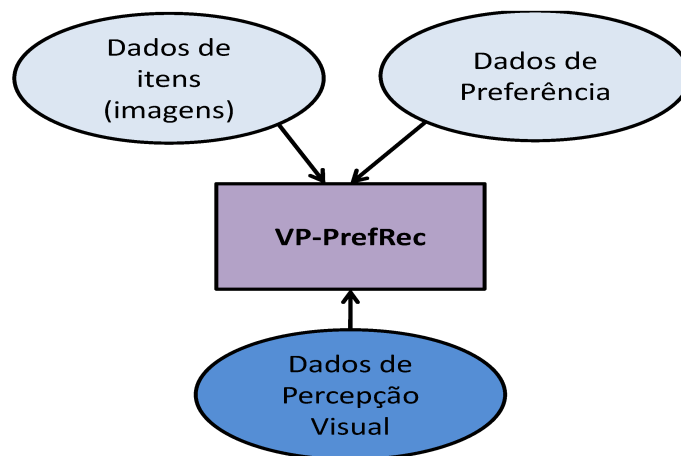 Dados de
itens
(imagens)
Dados de
Preferência
VP-PrefRec
Dados de
Percepção
Visual